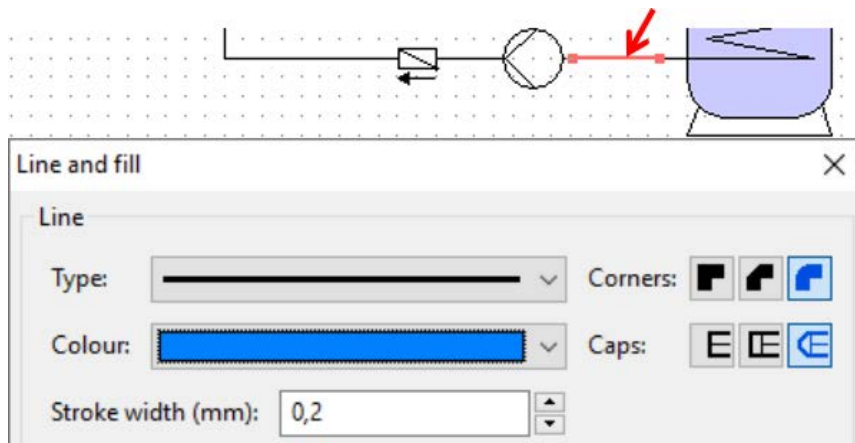 Line and fill
Line
Type:
Corners:
Colour:
Caps:
Stroke width (mm): 0,2